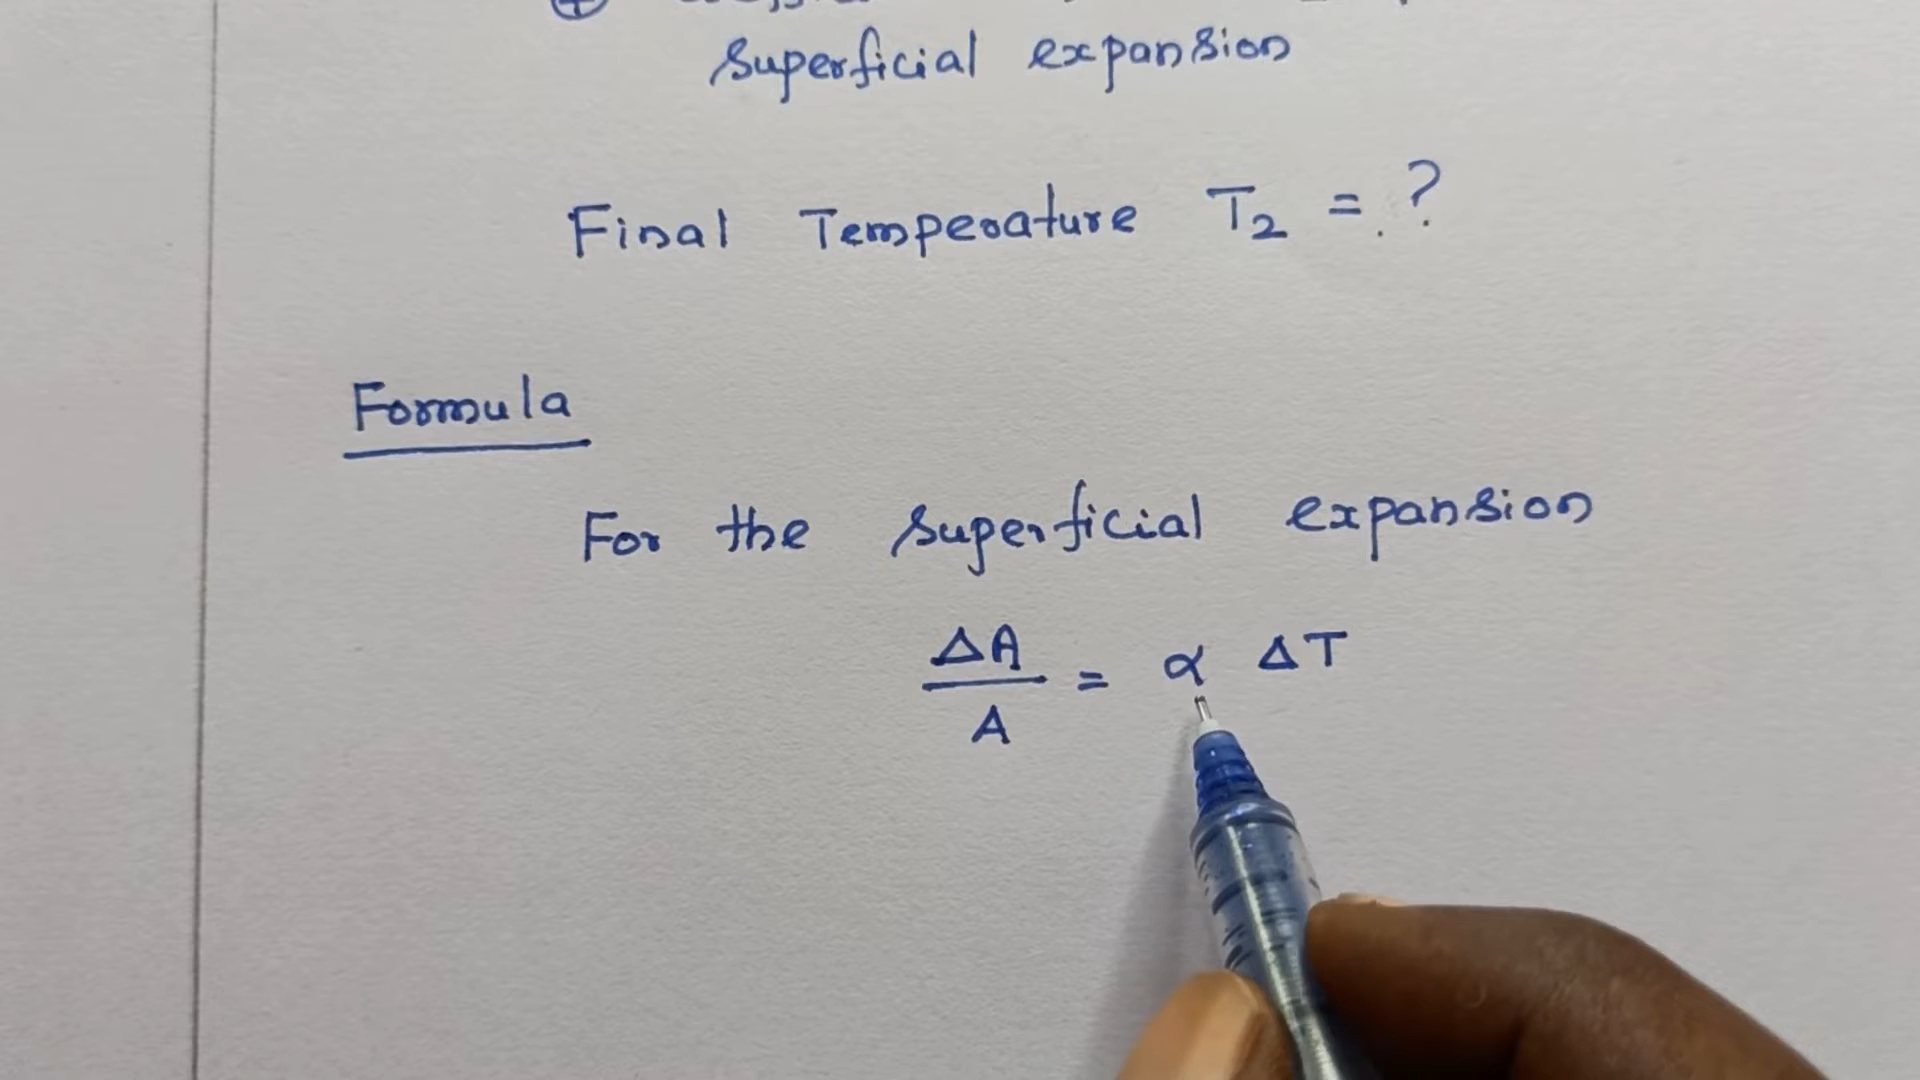 superficial expansion
Final Temperature T₂ = ?
Formula
For the superficial expansion
ΔA/A = α ΔT